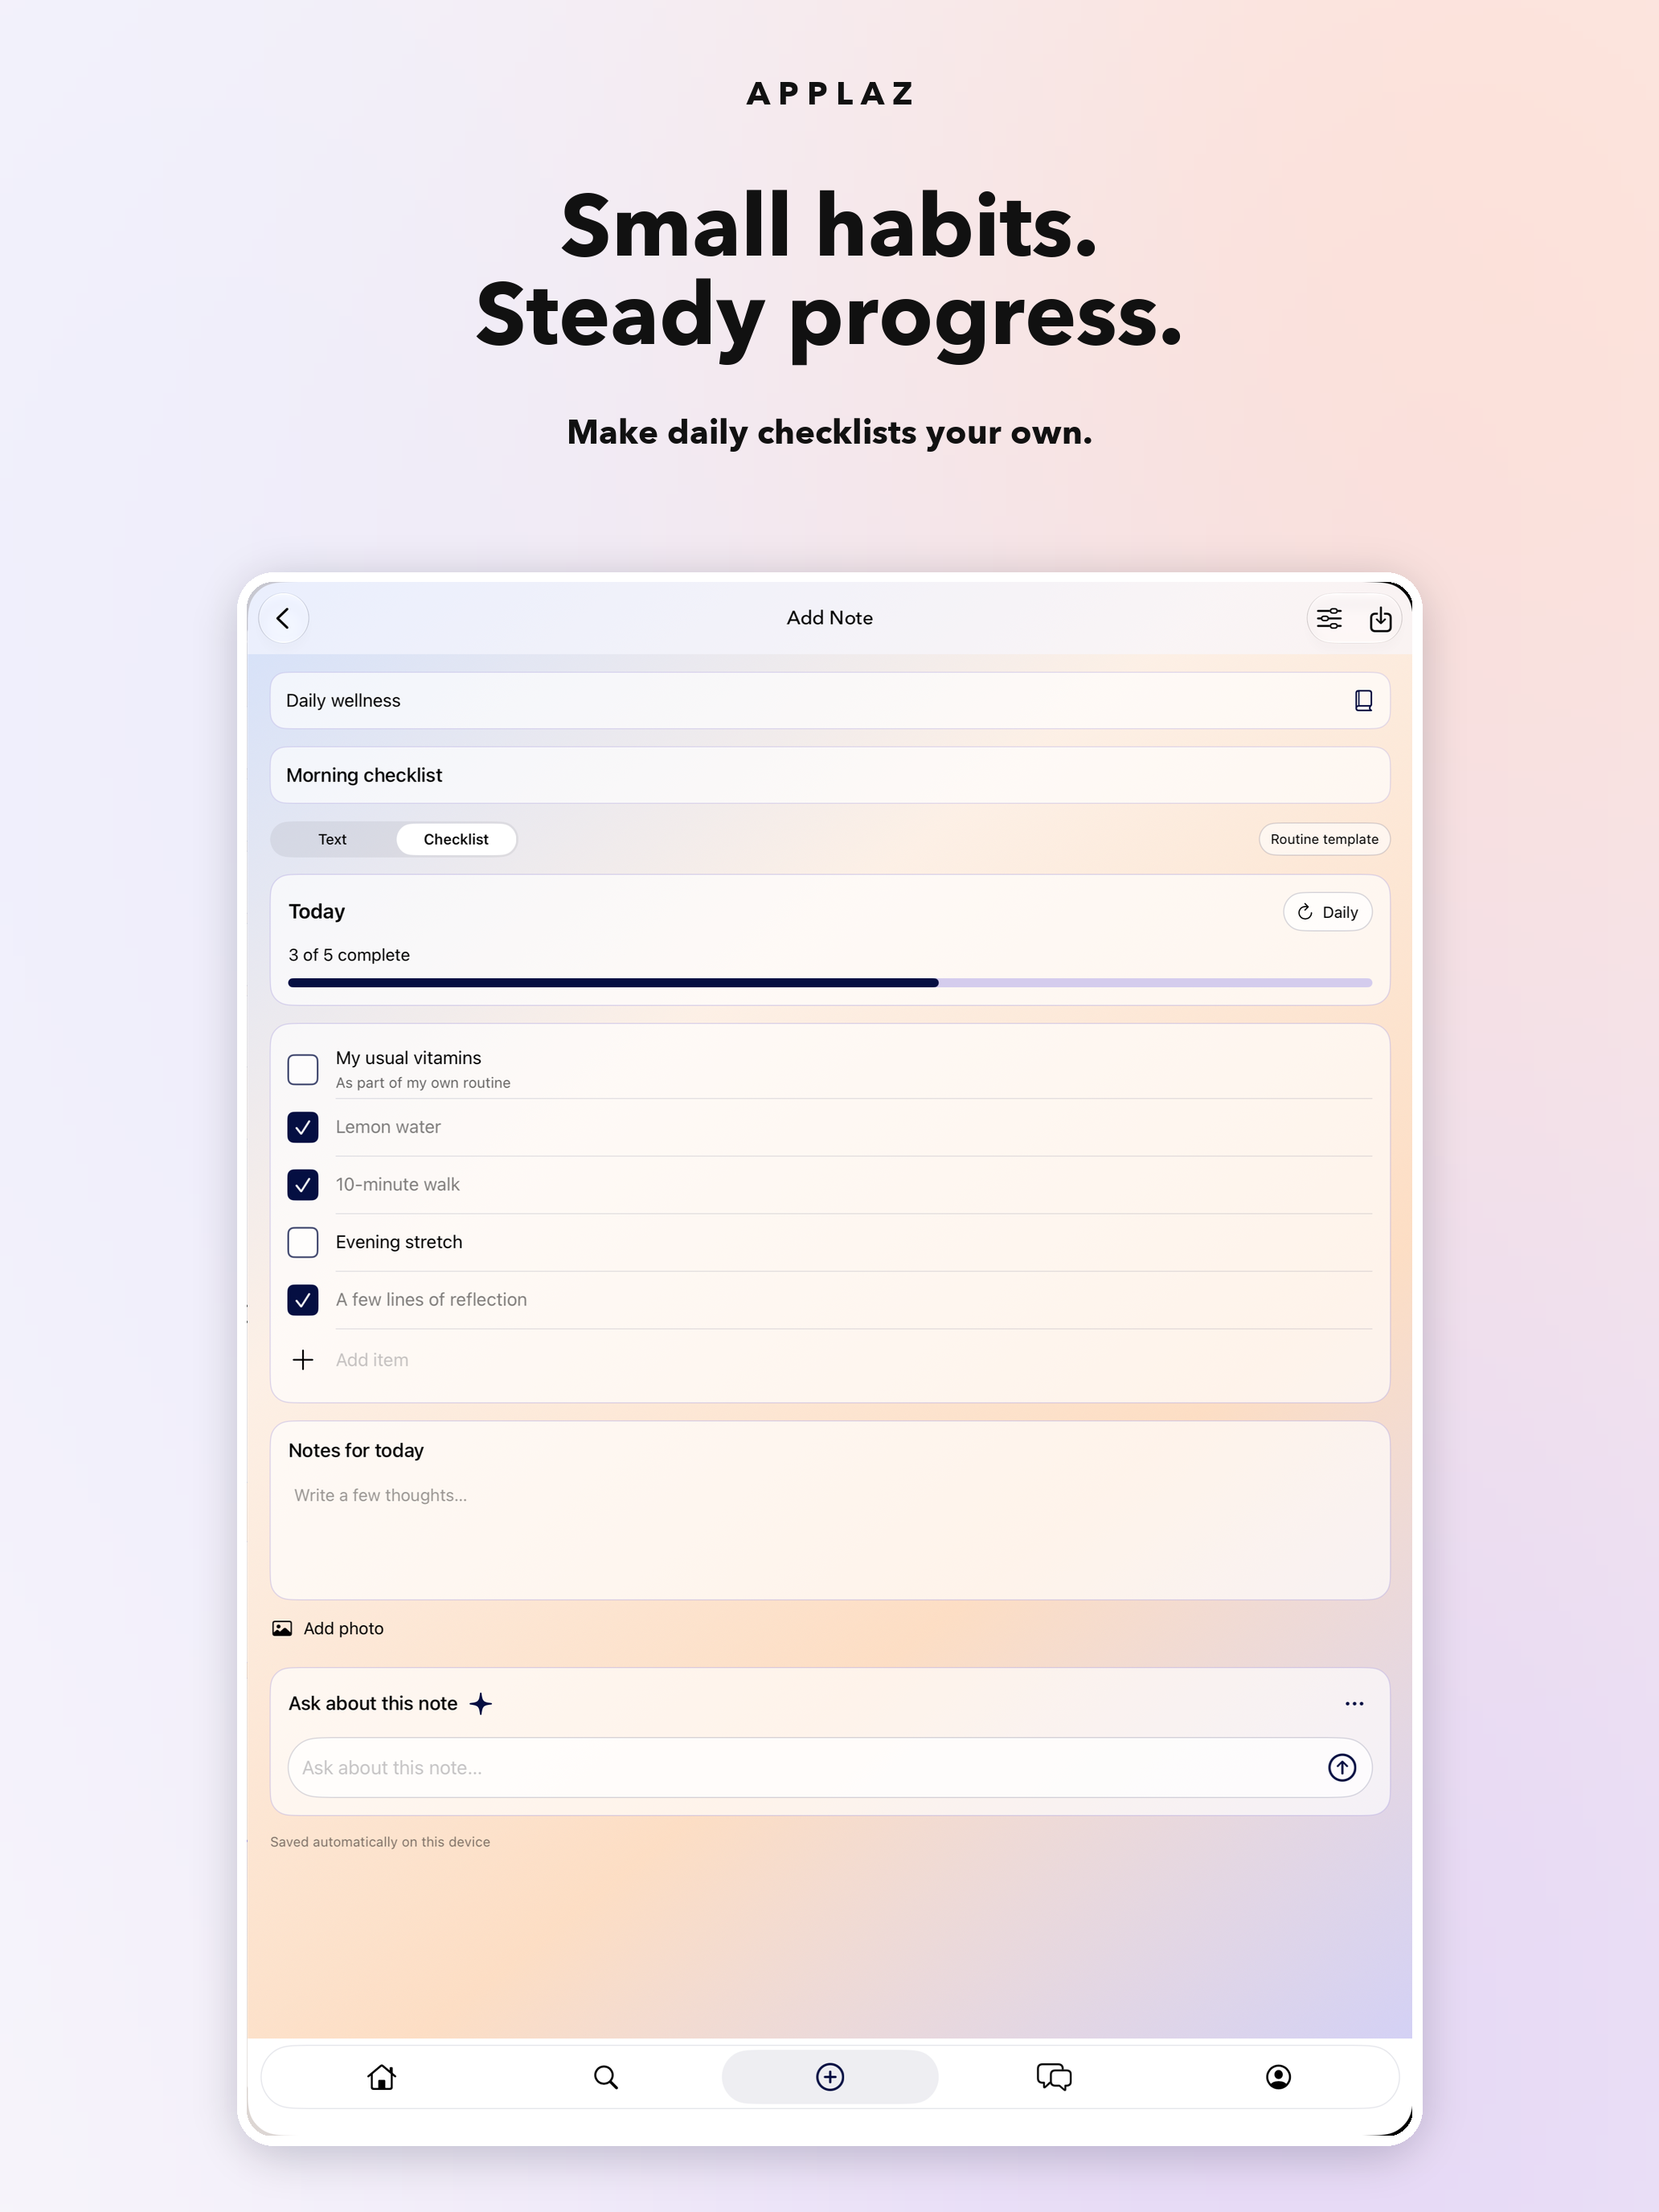 APPLAZ
Small habits.
Steady progress.
Make daily checklists your own.
Add Note
Daily wellness
Morning checklist
Text
Checklist
Routine template
Today
Daily
3 of 5 complete
My usual vitamins
As part of my own routine
Lemon water
10-minute walk
Evening stretch
A few lines of reflection
Add item
Notes for today
Write a few thoughts...
Add photo
Ask about this note
Ask about this note...
Saved automatically on this device